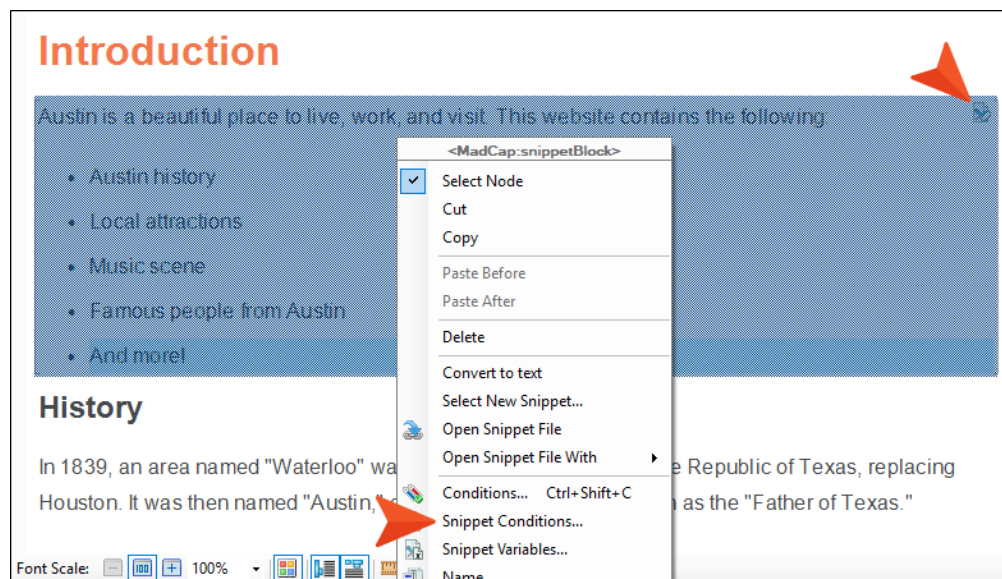 Introduction
Austin is a beautiful place to live, work, and visit. This website contains the following:
• Austin history
• Local attractions
• Music scene
• Famous people from Austin
• And more!
<MadCap:snippetBlock>
Select Node
Cut
Copy
Paste Before
Paste After
Delete
Convert to text
Select New Snippet...
Open Snippet File
Open Snippet File With
Conditions... Ctrl+Shift+C
Snippet Conditions...
Snippet Variables...
Name
History
In 1839, an area named "Waterloo" wa e Republic of Texas, replacing
Houston. It was then named "Austin," as the "Father of Texas."
Font Scale: 100%